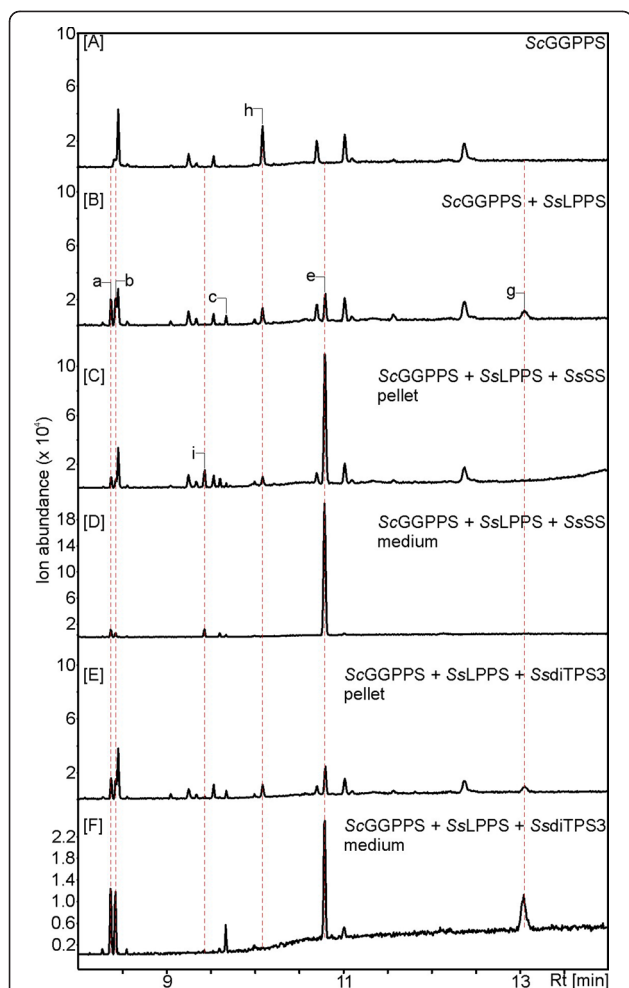 Ion abundance (x 10⁴)
[A]
ScGGPPS
10
6
2
h
[B]
ScGGPPS + SsLPPS
10
6
2
a
b
c
e
g
[C]
ScGGPPS + SsLPPS + SsSS
pellet
10
6
2
i
[D]
ScGGPPS + SsLPPS + SsSS
medium
18
14
10
6
2
[E]
ScGGPPS + SsLPPS + SsdiTPS3
pellet
10
6
2
[F]
ScGGPPS + SsLPPS + SsdiTPS3
medium
2.2
1.8
1.4
1.0
0.6
0.2
9
11
13
Rt [min]